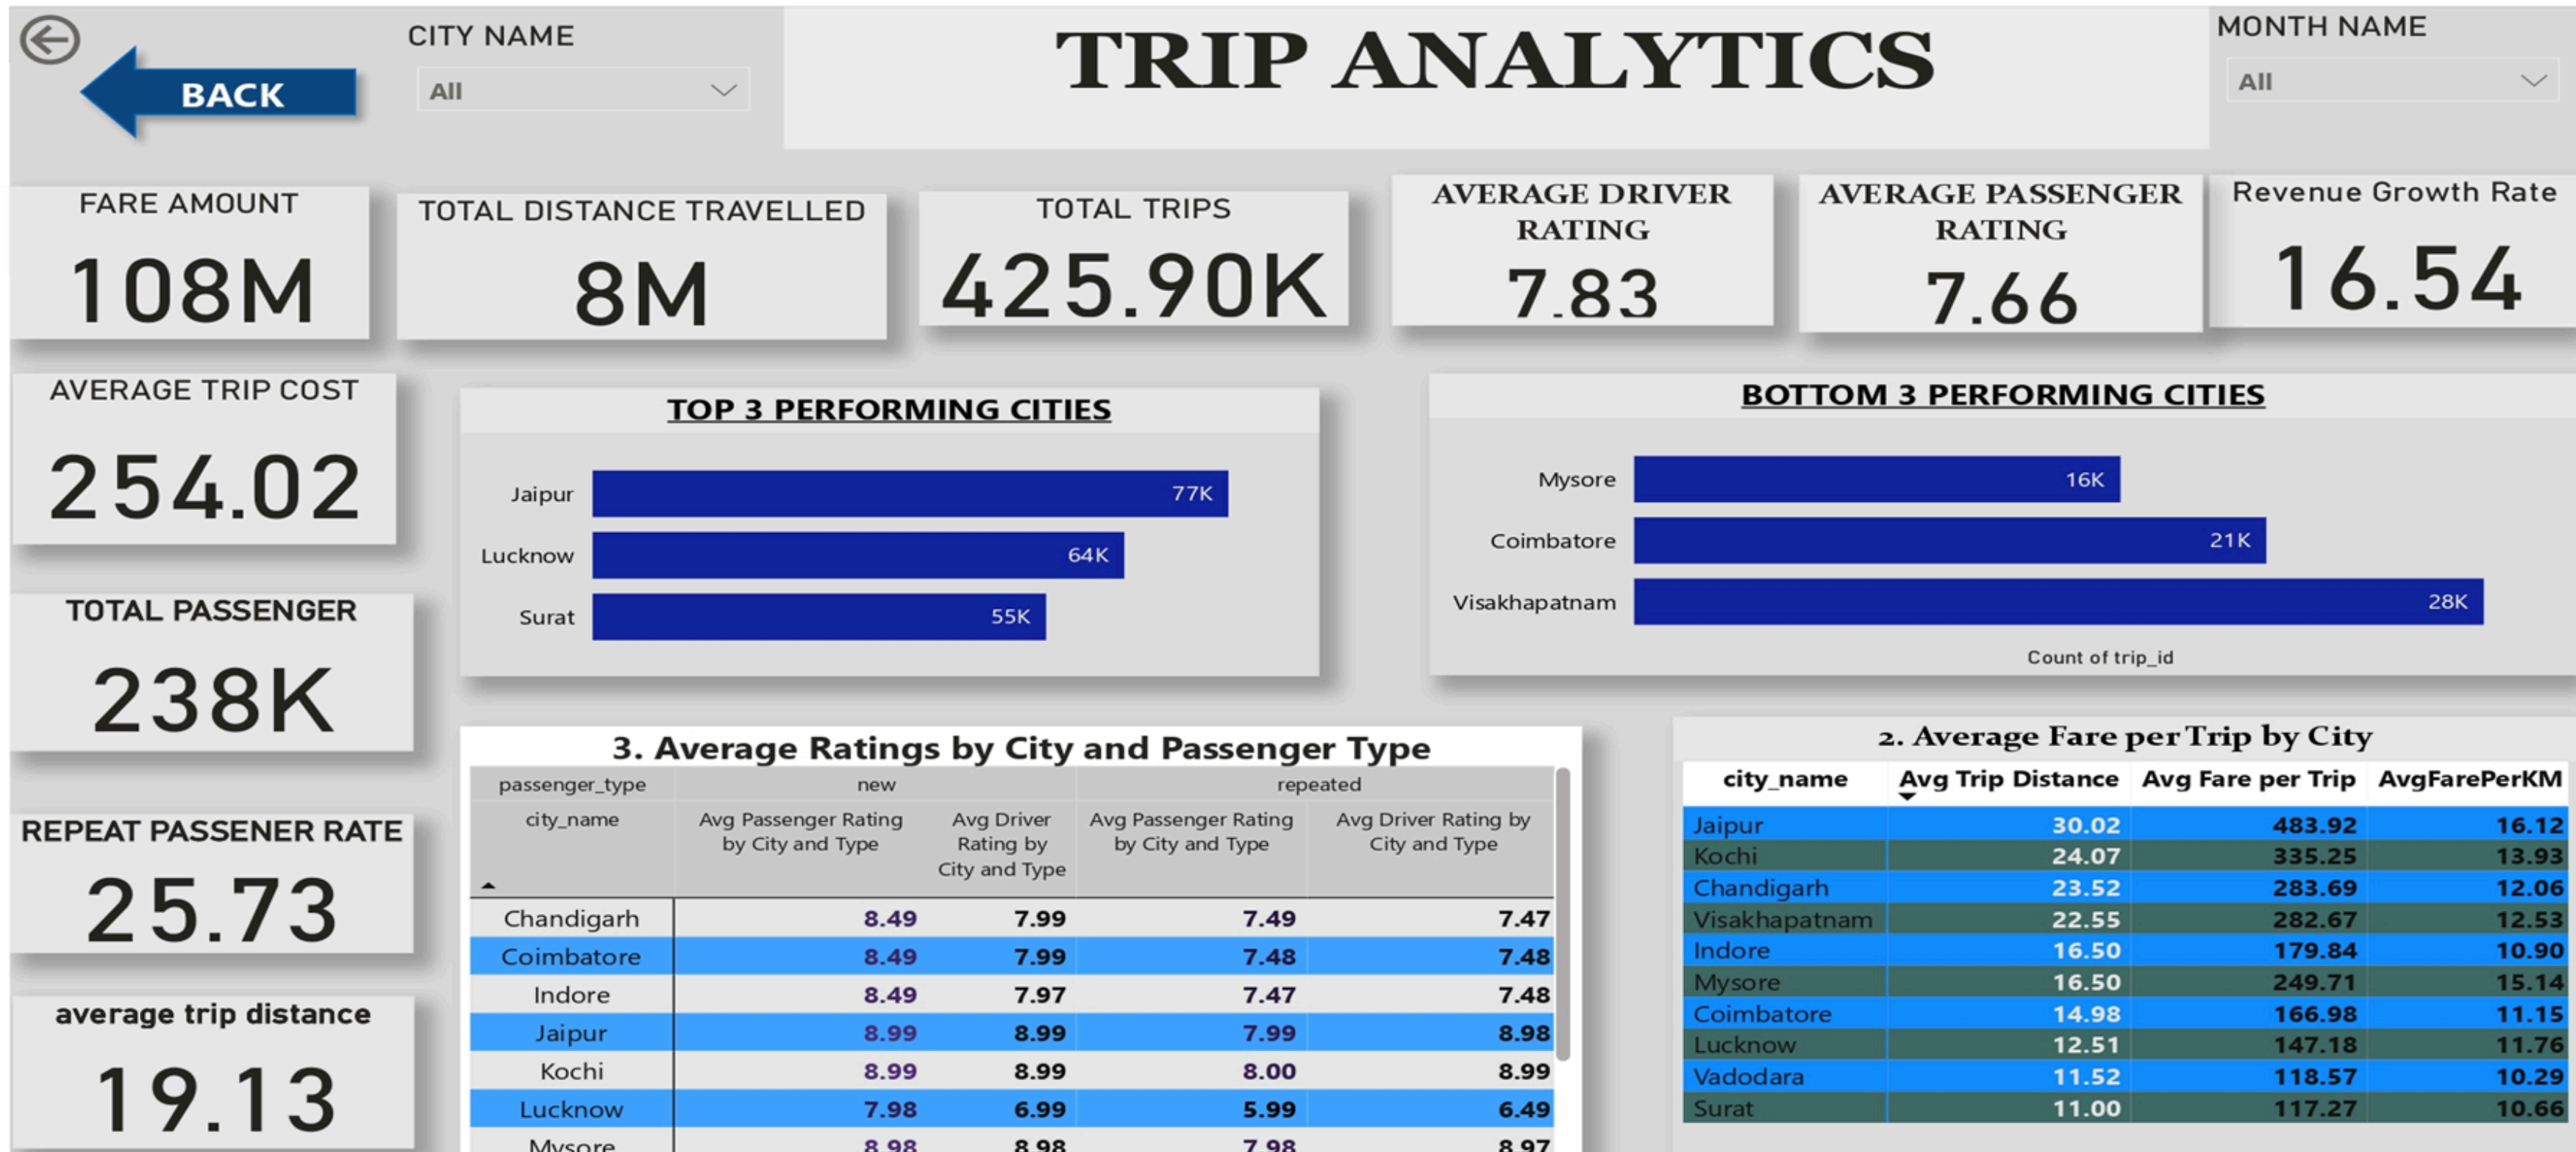 CITY NAME
All
BACK
TRIP ANALYTICS
MONTH NAME
All
FARE AMOUNT
108M
TOTAL DISTANCE TRAVELLED
8M
TOTAL TRIPS
425.90K
AVERAGE DRIVER
RATING
7.83
AVERAGE PASSENGER
RATING
7.66
Revenue Growth Rate
16.54
AVERAGE TRIP COST
254.02
TOTAL PASSENGER
238K
REPEAT PASSENER RATE
25.73
average trip distance
19.13
TOP 3 PERFORMING CITIES
Jaipur 77K
Lucknow 64K
Surat 55K
BOTTOM 3 PERFORMING CITIES
Mysore 16K
Coimbatore 21K
Visakhapatnam 28K
Count of trip_id
3. Average Ratings by City and Passenger Type
passenger_type new repeated
city_name
Avg Passenger Rating
by City and Type
Avg Driver
Rating by
City and Type
Avg Passenger Rating
by City and Type
Avg Driver Rating by
City and Type
Chandigarh 8.49 7.99 7.49 7.47
Coimbatore 8.49 7.99 7.48 7.48
Indore 8.49 7.97 7.47 7.48
Jaipur 8.99 8.99 7.99 8.98
Kochi 8.99 8.99 8.00 8.99
Lucknow 7.98 6.99 5.99 6.49
Mysore 8.98 8.98 7.98 8.97
2. Average Fare per Trip by City
city_name Avg Trip Distance Avg Fare per Trip AvgFarePerKM
Jaipur 30.02 483.92 16.12
Kochi 24.07 335.25 13.93
Chandigarh 23.52 283.69 12.06
Visakhapatnam 22.55 282.67 12.53
Indore 16.50 179.84 10.90
Mysore 16.50 249.71 15.14
Coimbatore 14.98 166.98 11.15
Lucknow 12.51 147.18 11.76
Vadodara 11.52 118.57 10.29
Surat 11.00 117.27 10.66